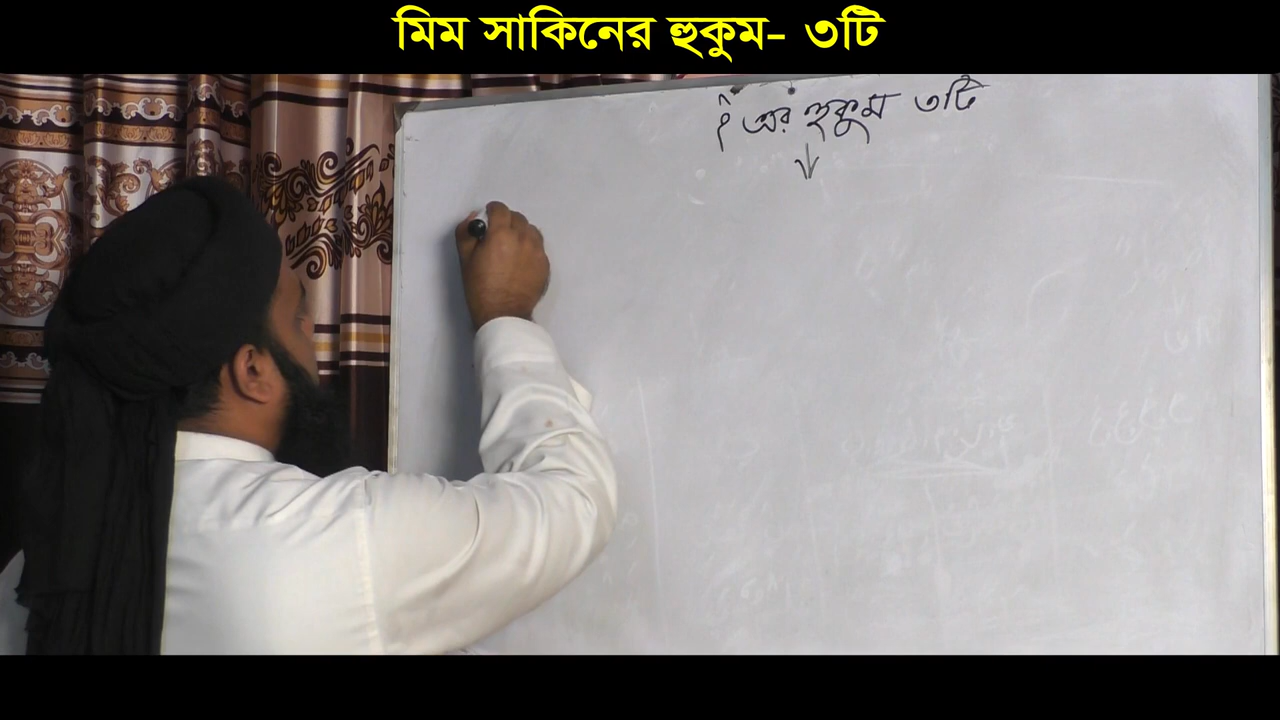 মিম সাকিনের হুকুম- ৩টি
مْ এর হুকুম ৩টি